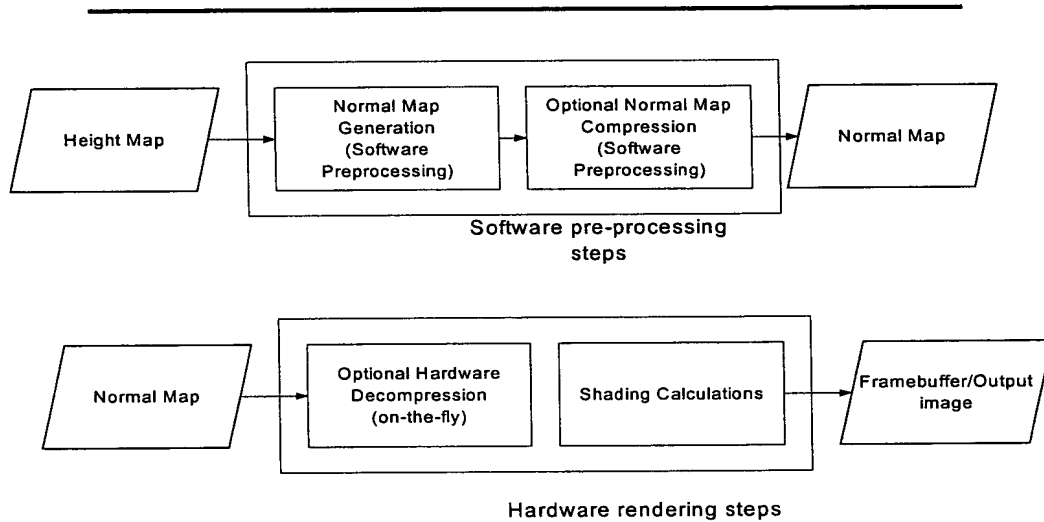 Height Map
Normal Map
Generation
(Software
Preprocessing)
Optional Normal Map
Compression
(Software
Preprocessing)
Normal Map
Software pre-processing
steps
Normal Map
Optional Hardware
Decompression
(on-the-fly)
Shading Calculations
Framebuffer/Output
image
Hardware rendering steps